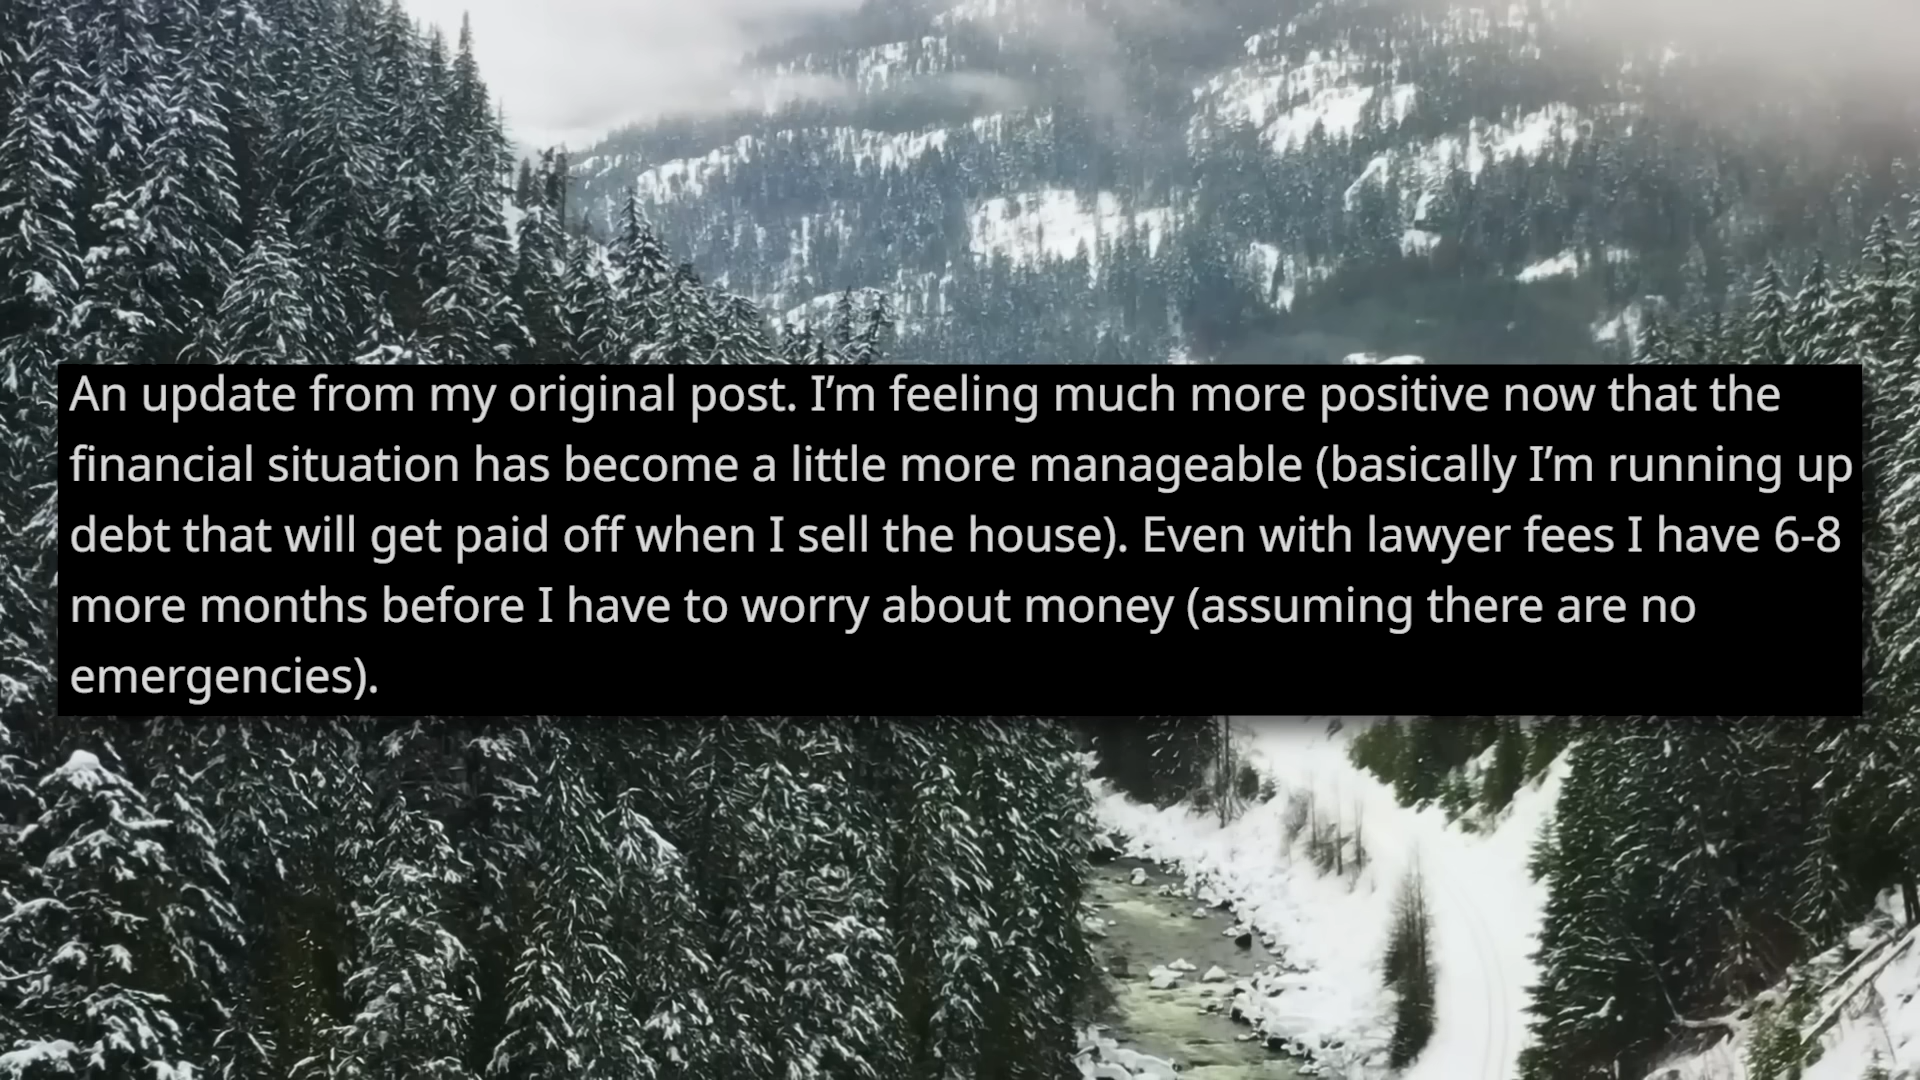 An update from my original post. I’m feeling much more positive now that the
financial situation has become a little more manageable (basically I’m running up
debt that will get paid off when I sell the house). Even with lawyer fees I have 6-8
more months before I have to worry about money (assuming there are no
emergencies).